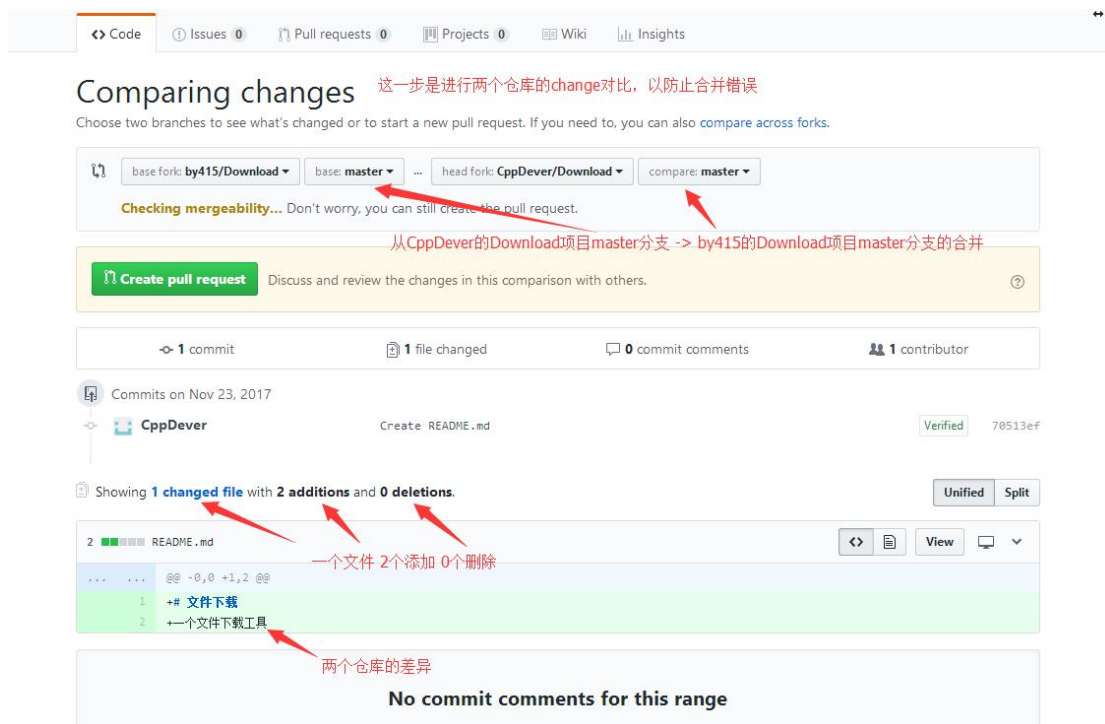 Code Issues 0 Pull requests 0 Projects 0 Wiki Insights
Comparing changes 这一步是进行两个仓库的change对比，以防止合并错误
Choose two branches to see what's changed or to start a new pull request. If you need to, you can also compare across forks.
base fork: by415/Download base: master ... head fork: CppDever/Download compare: master
Checking mergeability... Don't worry, you can still create the pull request.
从CppDever的Download项目master分支 -> by415的Download项目master分支的合并
Create pull request Discuss and review the changes in this comparison with others.
1 commit 1 file changed 0 commit comments 1 contributor
Commits on Nov 23, 2017
CppDever Create README.md Verified 70513ef
Showing 1 changed file with 2 additions and 0 deletions. Unified Split
2 README.md View
一个文件 2个添加 0个删除
... ... @@ -0,0 +1,2 @@
1 +# 文件下载
2 +一个文件下载工具
两个仓库的差异
No commit comments for this range